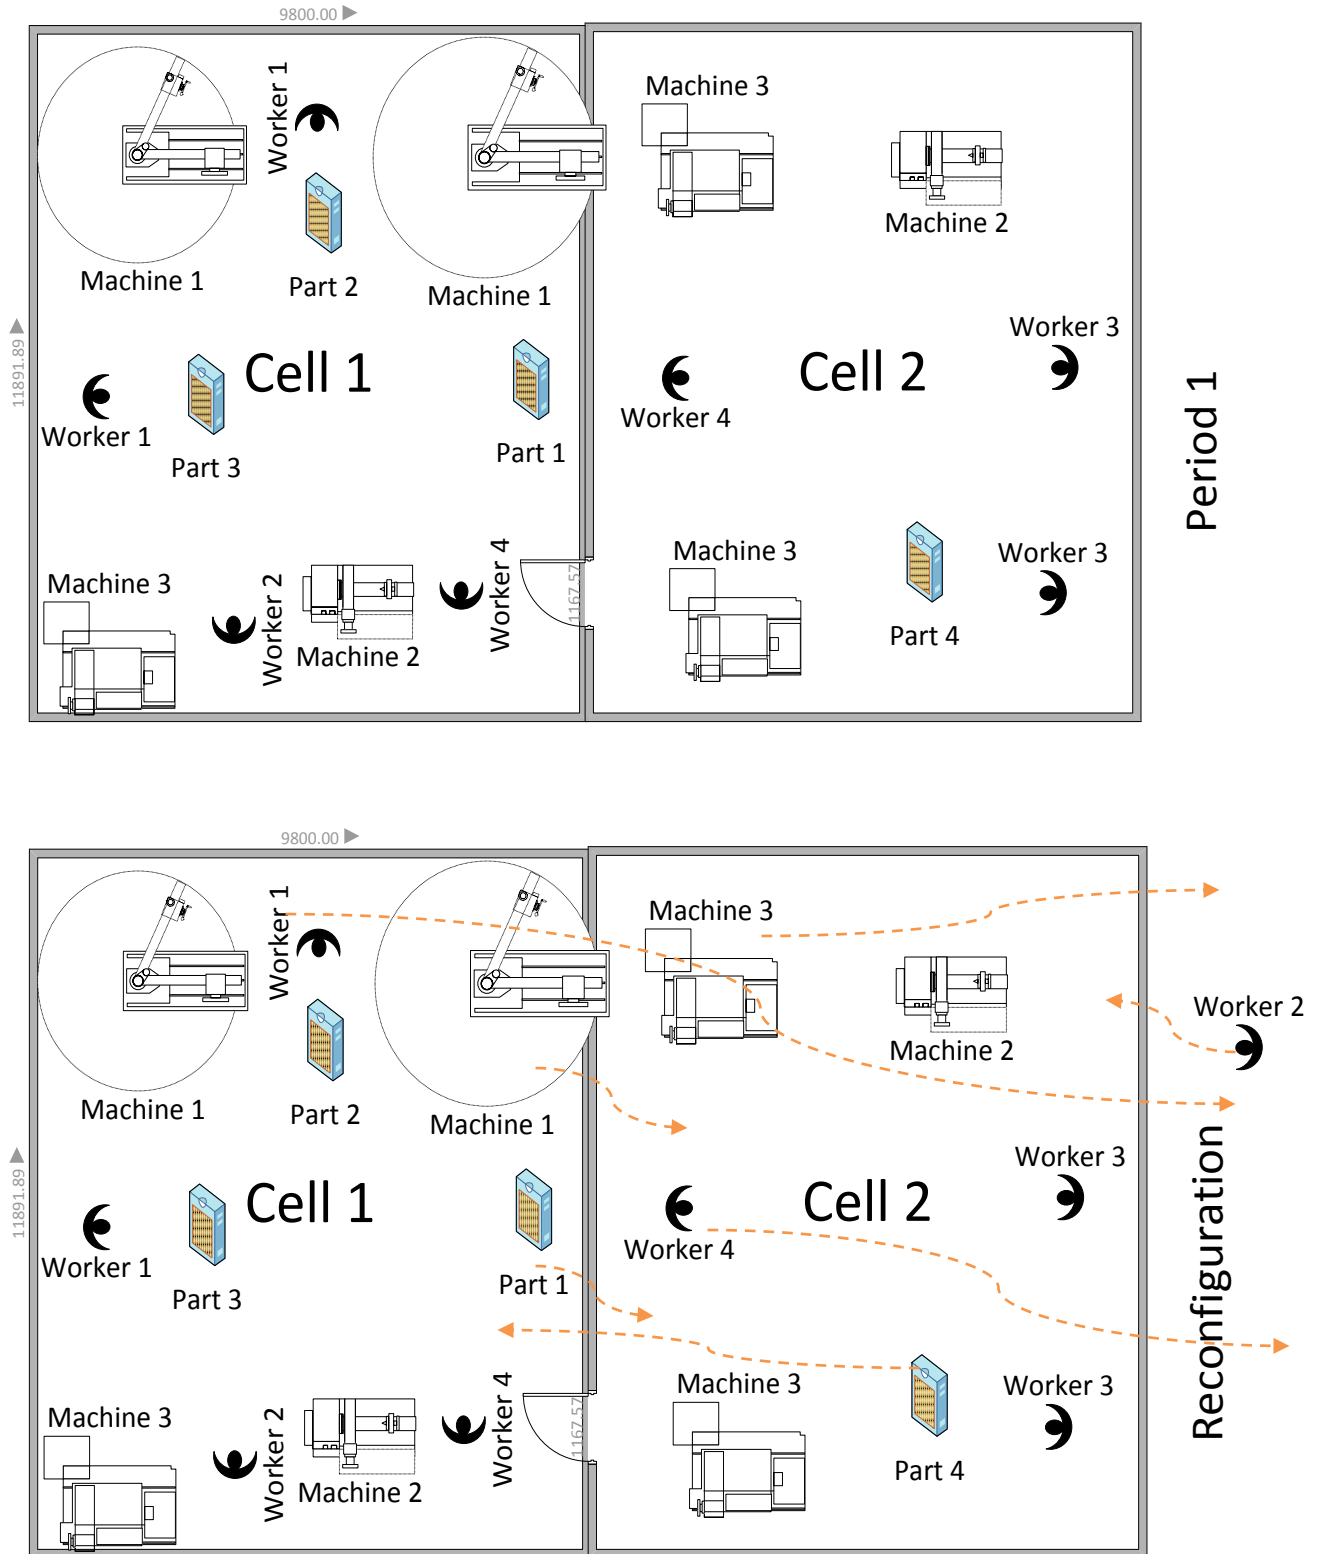 9800.00
Worker 1
Machine 3
Machine 2
Machine 1
Part 2
Machine 1
Worker 3
11891.89
Cell 1
Cell 2
Worker 4
Worker 1
Part 3
Part 1
Period 1
Machine 3
Worker 2
Worker 4
1167.57
Machine 3
Worker 3
Part 4
Machine 2
9800.00
Worker 1
Machine 3
Worker 2
Machine 2
Machine 1
Part 2
Machine 1
Worker 3
11891.89
Cell 1
Cell 2
Worker 4
Worker 1
Part 3
Part 1
Reconfiguration
Machine 3
Worker 2
Worker 4
1167.57
Machine 3
Worker 3
Part 4
Machine 2